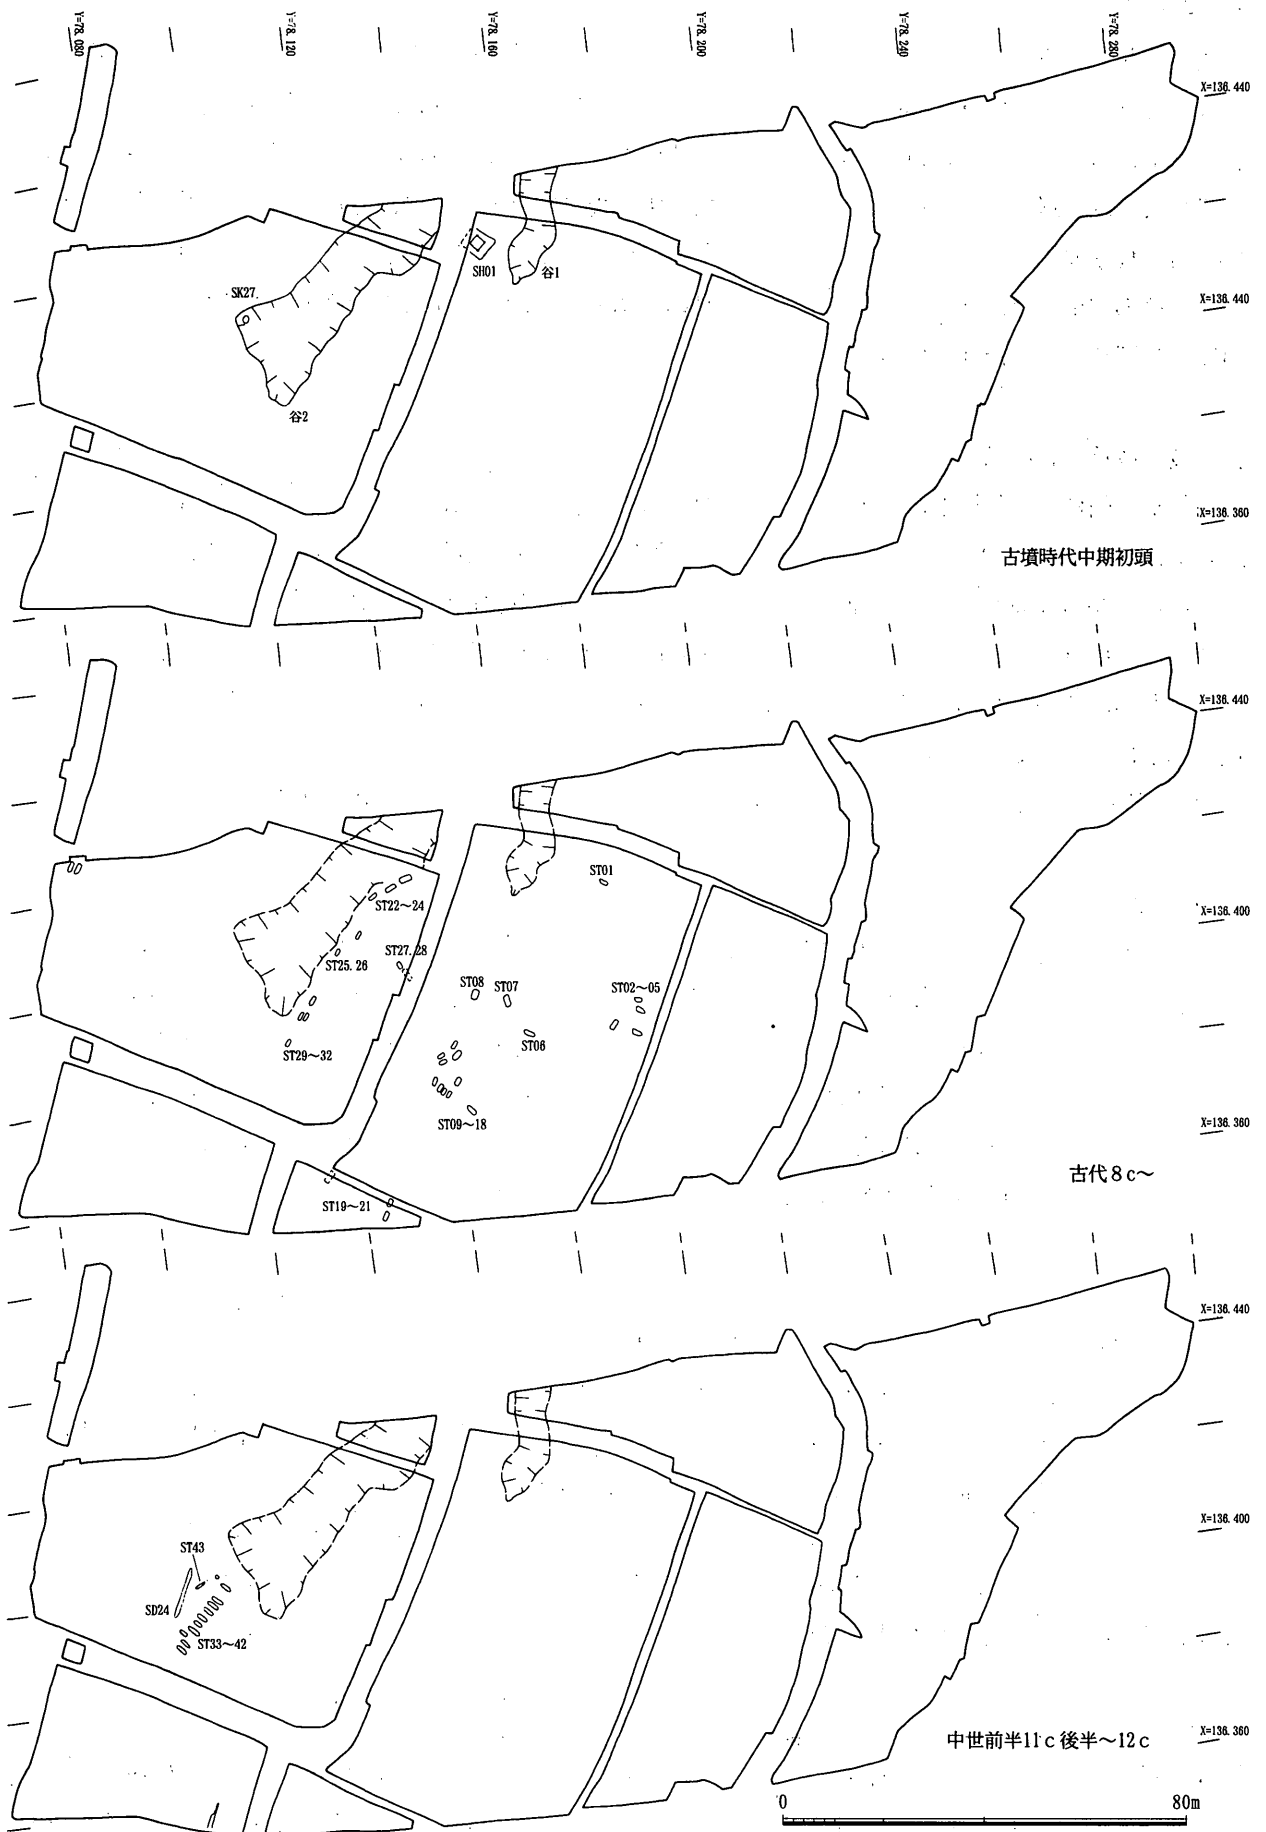 Y=78.080
Y=78.120
Y=78.160
Y=78.200
Y=78.240
Y=78.280
X=136.440
SH01
谷1
SK27
X=136.440
谷2
X=136.360
古墳時代中期初頭
X=136.440
ST01
ST22～24
X=136.400
ST25.26
ST27.28
ST08
ST07
ST02～05
ST06
ST29～32
ST09～18
X=136.360
古代8c～
ST19～21
X=136.440
X=136.400
ST43
SD24
ST33～42
X=136.360
中世前半11c後半～12c
0
80m